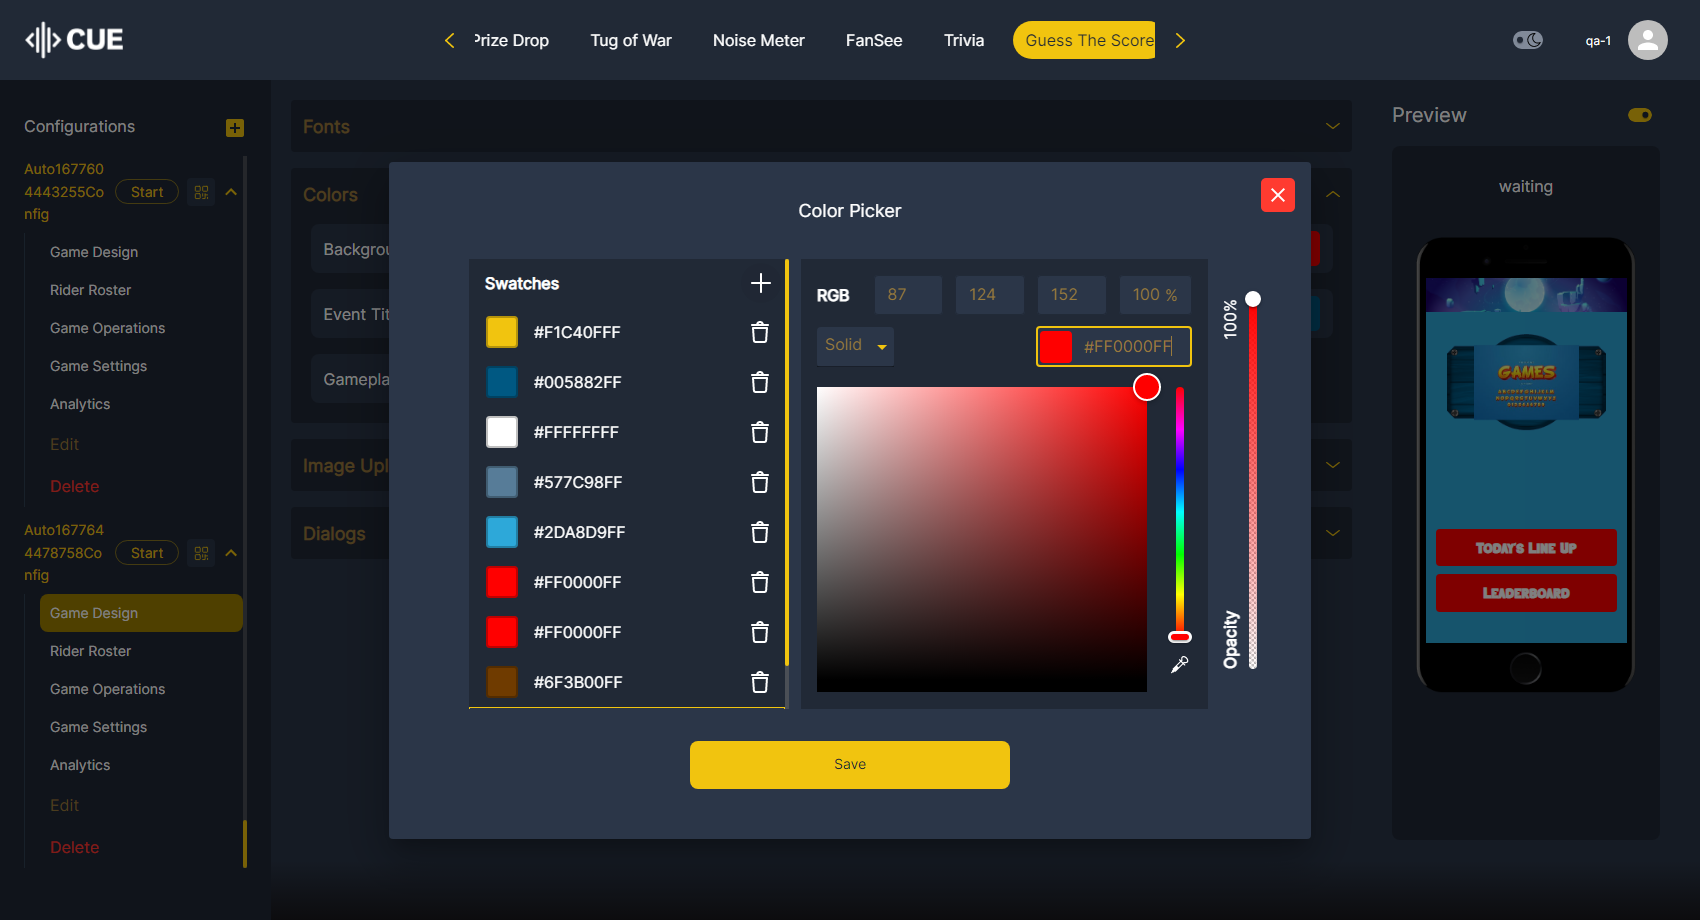 CUE
Prize Drop
Tug of War
Noise Meter
FanSee
Trivia
Guess The Score
qa-1
Configurations
Auto167760
4443255Co
nfig
Start
Game Design
Rider Roster
Game Operations
Game Settings
Analytics
Edit
Delete
Auto167764
4478758Co
nfig
Start
Game Design
Rider Roster
Game Operations
Game Settings
Analytics
Edit
Delete
Fonts
Colors
Backgrou
Event Tit
Gamepla
Image Upl
Dialogs
Color Picker
Swatches
#F1C40FFF
#005882FF
#FFFFFFFF
#577C98FF
#2DA8D9FF
#FF0000FF
#FF0000FF
#6F3B00FF
RGB
87
124
152
100 %
Solid
#FF0000FF
100%
Opacity
Save
Preview
waiting
GAMES
Today's Line Up
Leaderboard